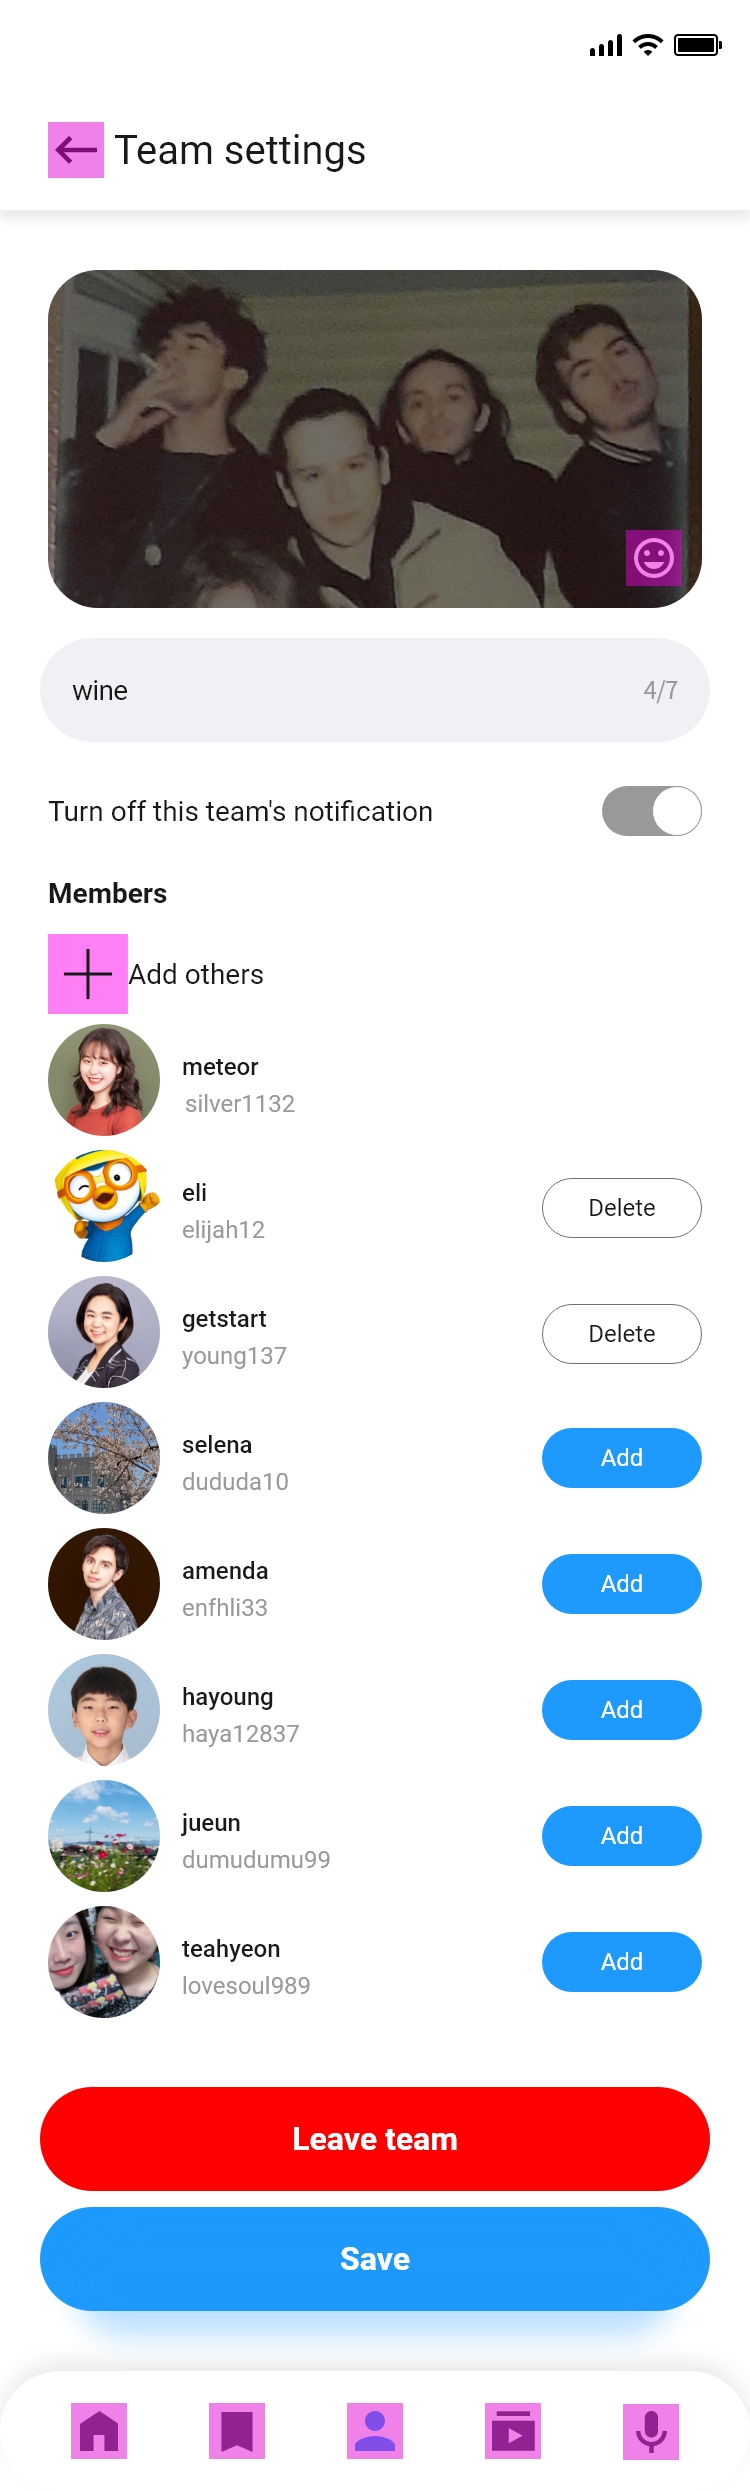 Team settings
wine
4/7
Turn off this team's notification
Members
Add others
meteor
silver1132
eli
elijah12
Delete
getstart
young137
Delete
selena
dududa10
Add
amenda
enfhli33
Add
hayoung
haya12837
Add
jueun
dumudumu99
Add
teahyeon
lovesoul989
Add
Leave team
Save